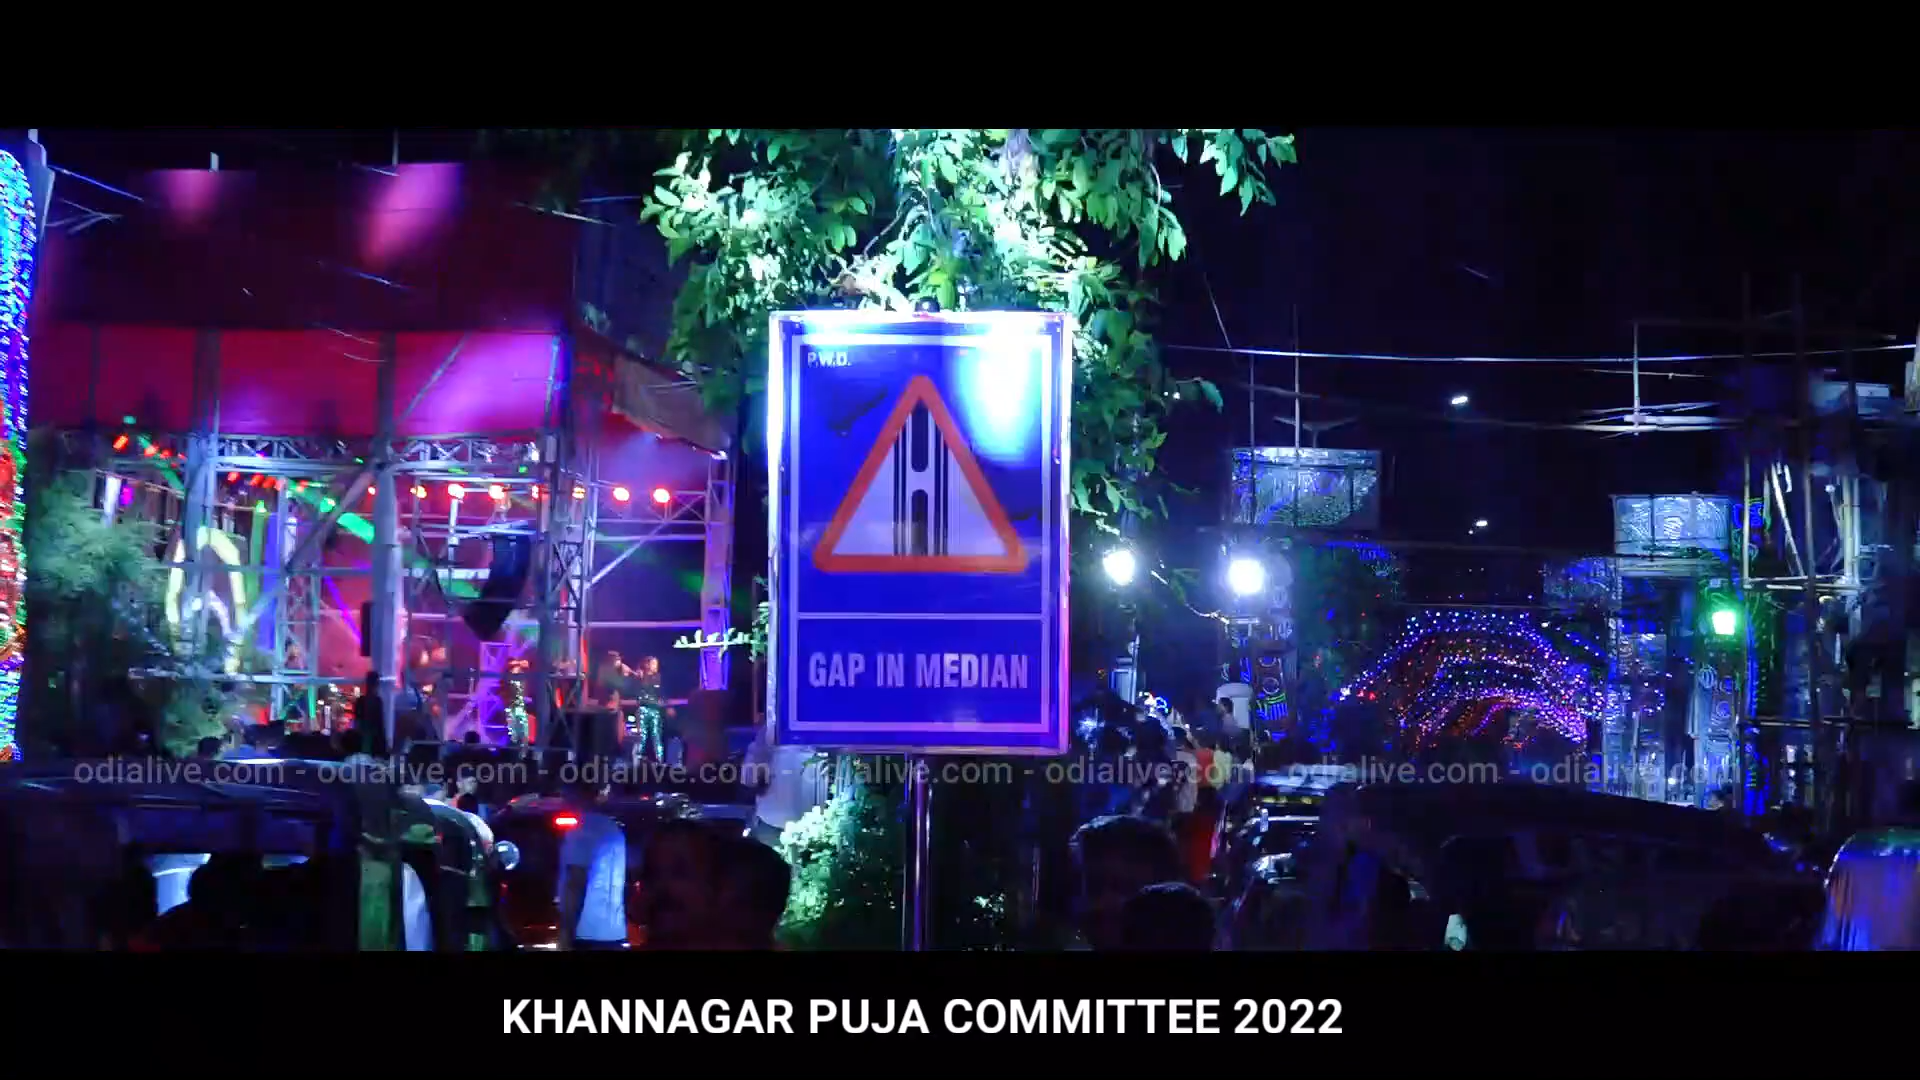 P.W.D.
GAP IN MEDIAN
odialive.com - odialive.com - odialive.com - odialive.com - odialive.com - odialive.com - odialive.com
KHANNAGAR PUJA COMMITTEE 2022